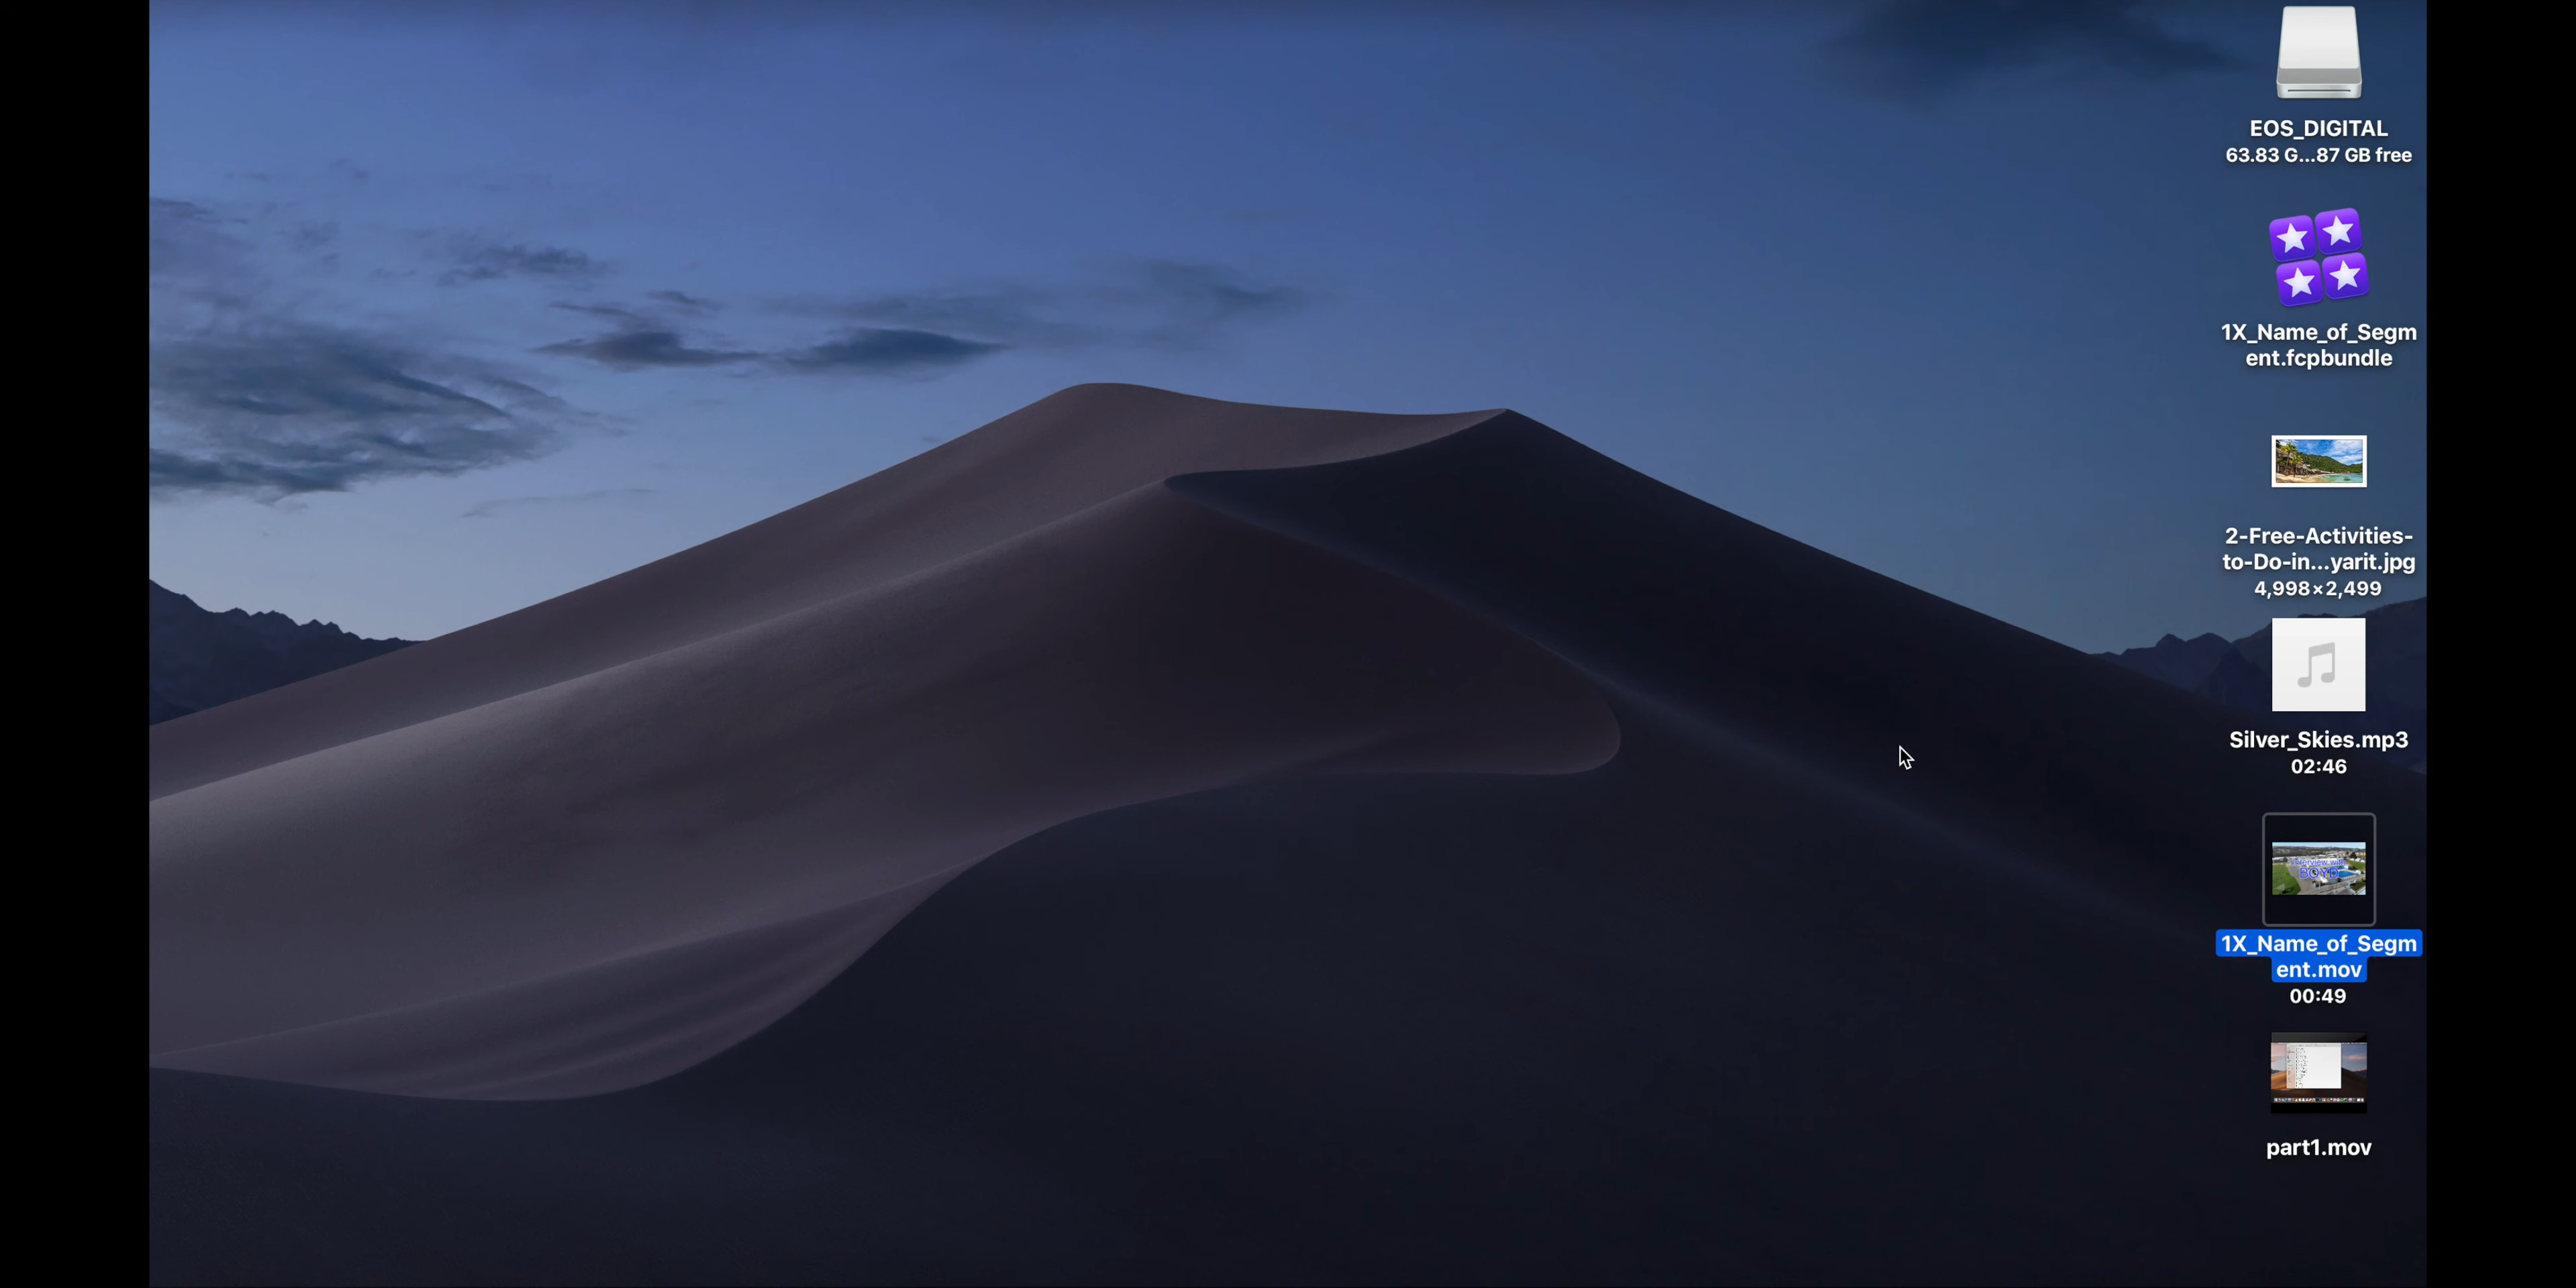 EOS_DIGITAL
63.83 G...87 GB free
1X_Name_of_Segm
ent.fcpbundle
2-Free-Activities-
to-Do-in...yarit.jpg
4,998×2,499
Silver_Skies.mp3
02:46
BOYD
1X_Name_of_Segm
ent.mov
00:49
part1.mov